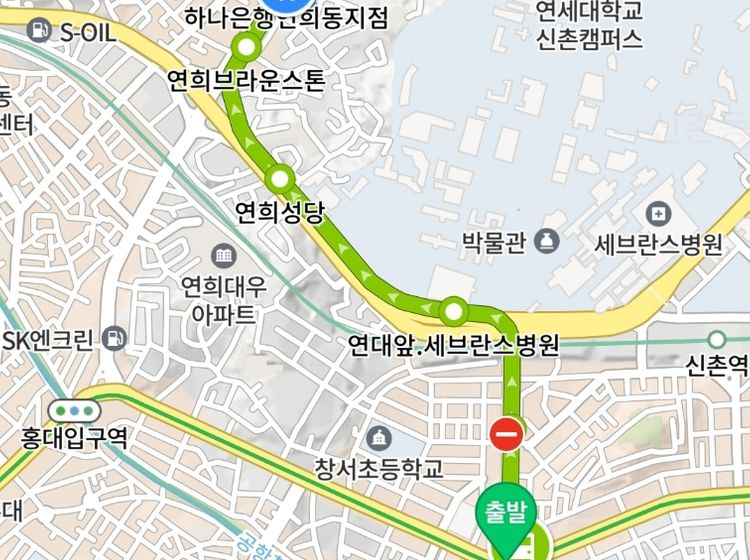 연세대학교
신촌캠퍼스
하나은행연희동지점
S-OIL
연희브라운스톤
동
센터
연희성당
박물관
세브란스병원
연희대우
아파트
SK엔크린
연대앞.세브란스병원
신촌역
홍대입구역
창서초등학교
출발
대
공항철